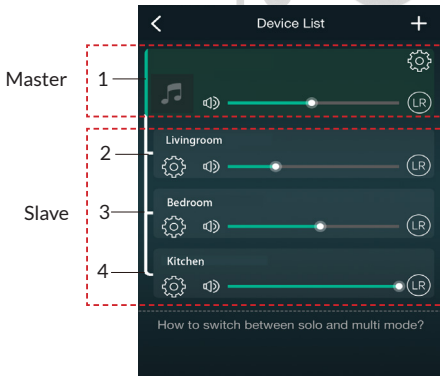 Device List
Master 1
LR
2 Livingroom
LR
Slave 3 Bedroom
LR
4 Kitchen
LR
How to switch between solo and multi mode?